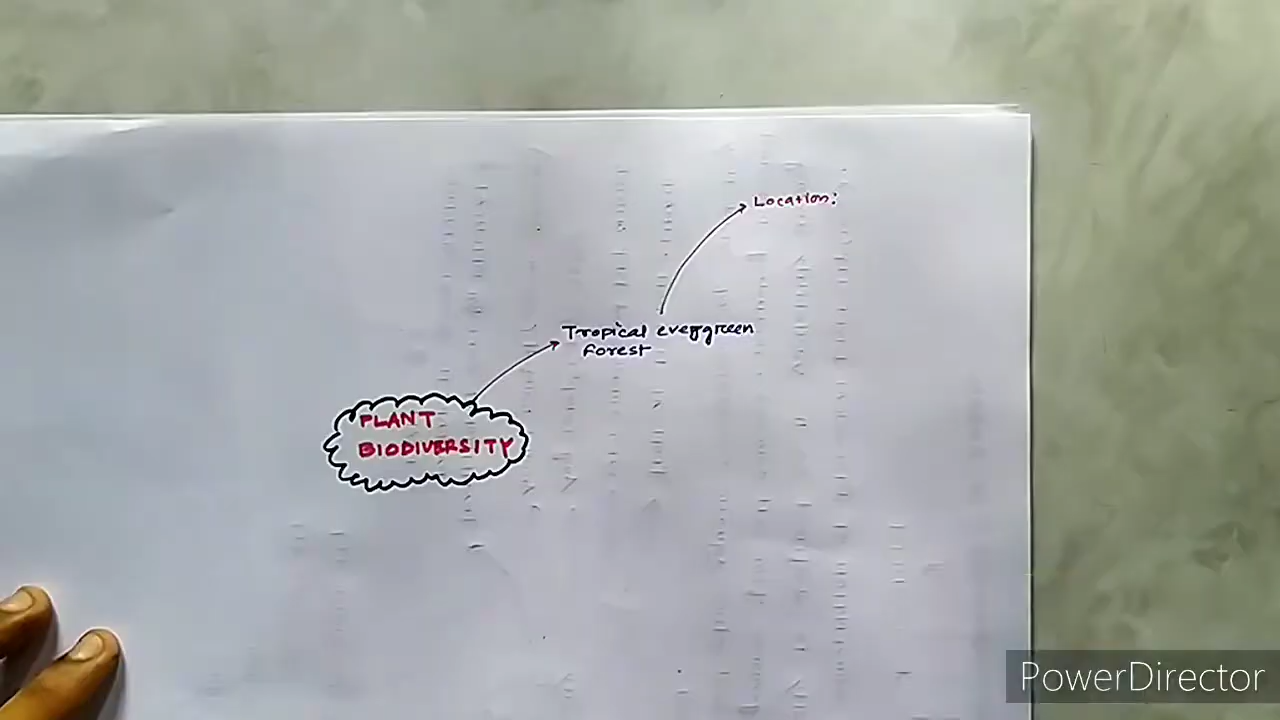 Location:
Tropical evergreen
forest
PLANT
BIODIVERSITY
PowerDirector